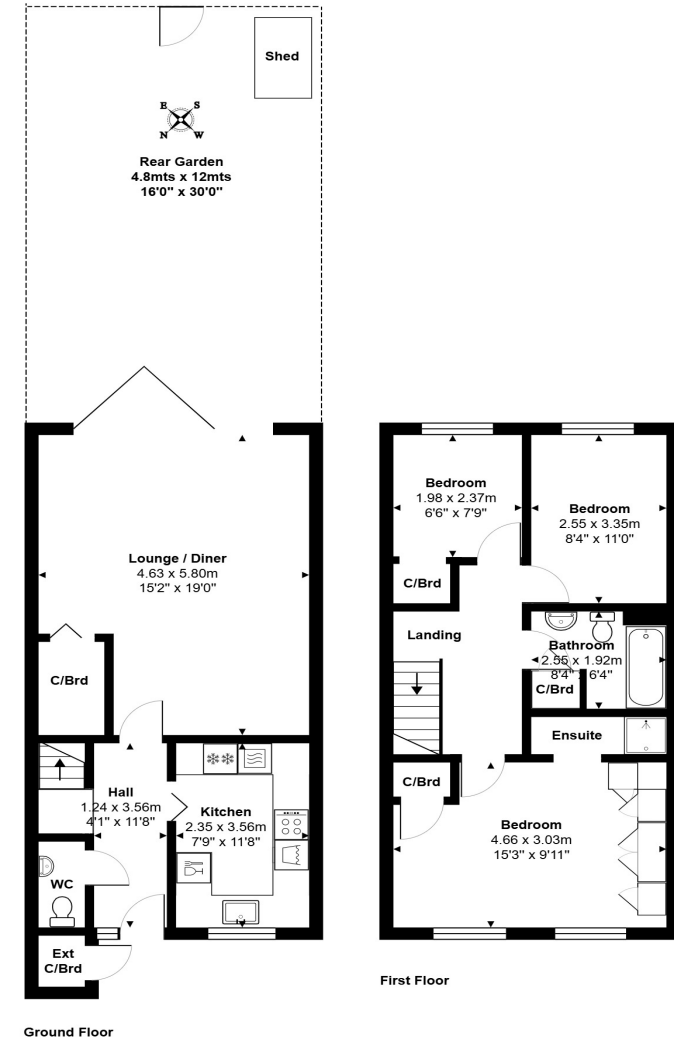 Shed
E S
N W
Rear Garden
4.8mts x 12mts
16'0" x 30'0"
Lounge / Diner
4.63 x 5.80m
15'2" x 19'0"
C/Brd
Hall
1.24 x 3.56m
4'1" x 11'8"
Kitchen
2.35 x 3.56m
7'9" x 11'8"
WC
Ext
C/Brd
Ground Floor
Bedroom
1.98 x 2.37m
6'6" x 7'9"
Bedroom
2.55 x 3.35m
8'4" x 11'0"
C/Brd
Landing
Bathroom
2.55 x 1.92m
8'4" x 6'4"
C/Brd
Ensuite
C/Brd
Bedroom
4.66 x 3.03m
15'3" x 9'11"
First Floor